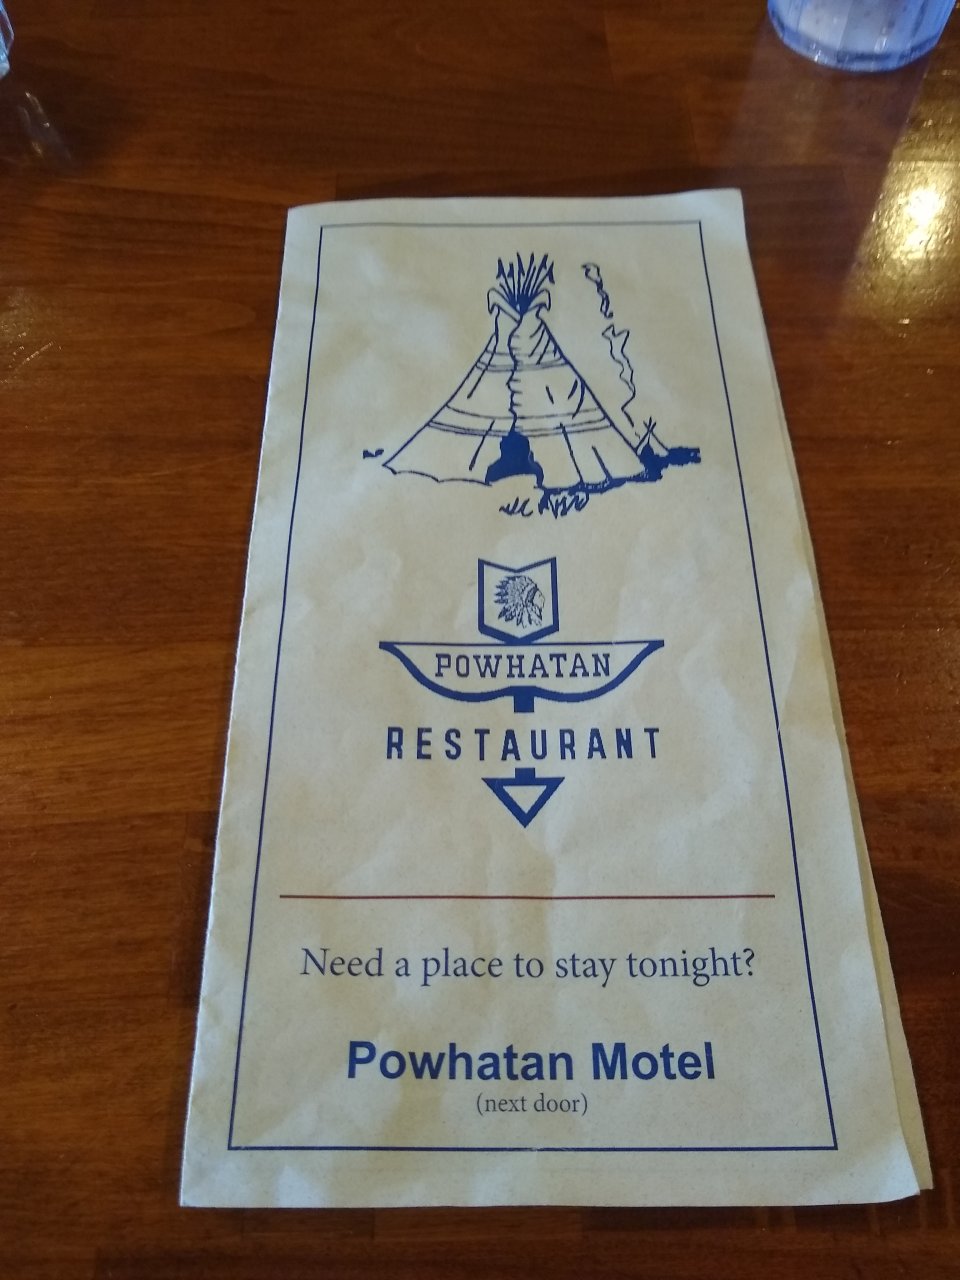 POWHATAN
RESTAURANT
Need a place to stay tonight?
Powhatan Motel
(next door)